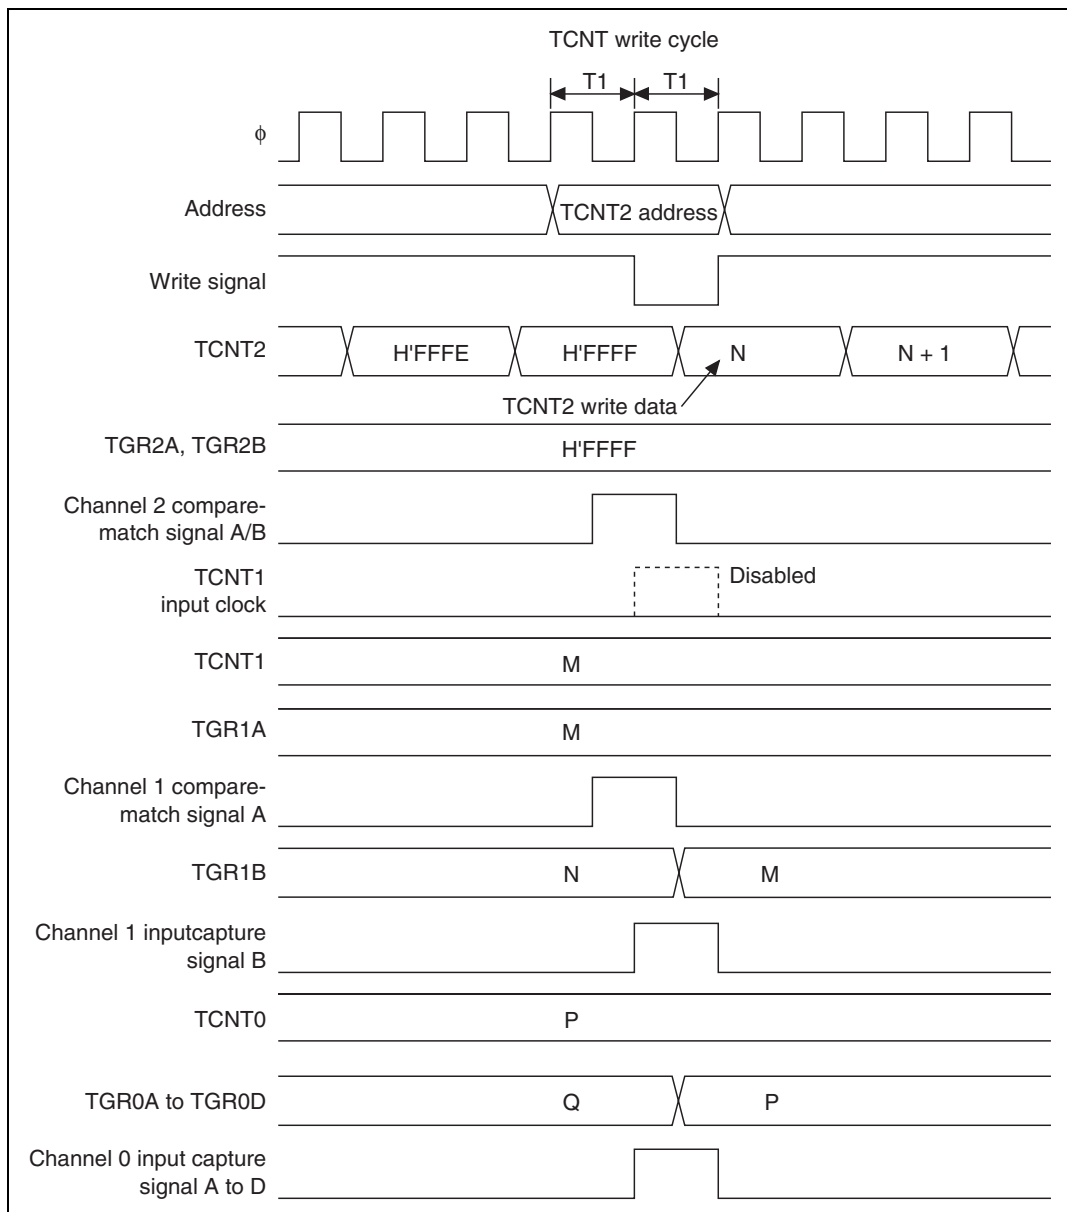 TCNT write cycle
T1 T1
ϕ
Address TCNT2 address
Write signal
TCNT2 H'FFFE H'FFFF N N + 1
TCNT2 write data
TGR2A, TGR2B H'FFFF
Channel 2 compare-
match signal A/B
TCNT1 Disabled
input clock
TCNT1 M
TGR1A M
Channel 1 compare-
match signal A
TGR1B N M
Channel 1 inputcapture
signal B
TCNT0 P
TGR0A to TGR0D Q P
Channel 0 input capture
signal A to D